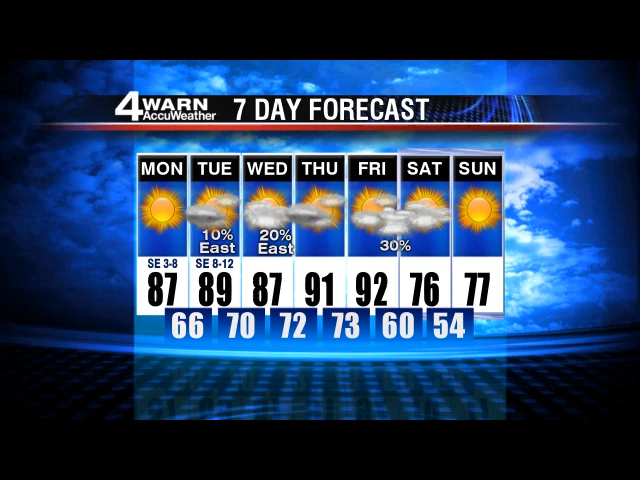 4WARN
AccuWeather
7 DAY FORECAST
MON TUE WED THU FRI SAT SUN
10% East
20% East
30%
SE 3-8 SE 8-12
87 89 87 91 92 76 77
66 70 72 73 60 54